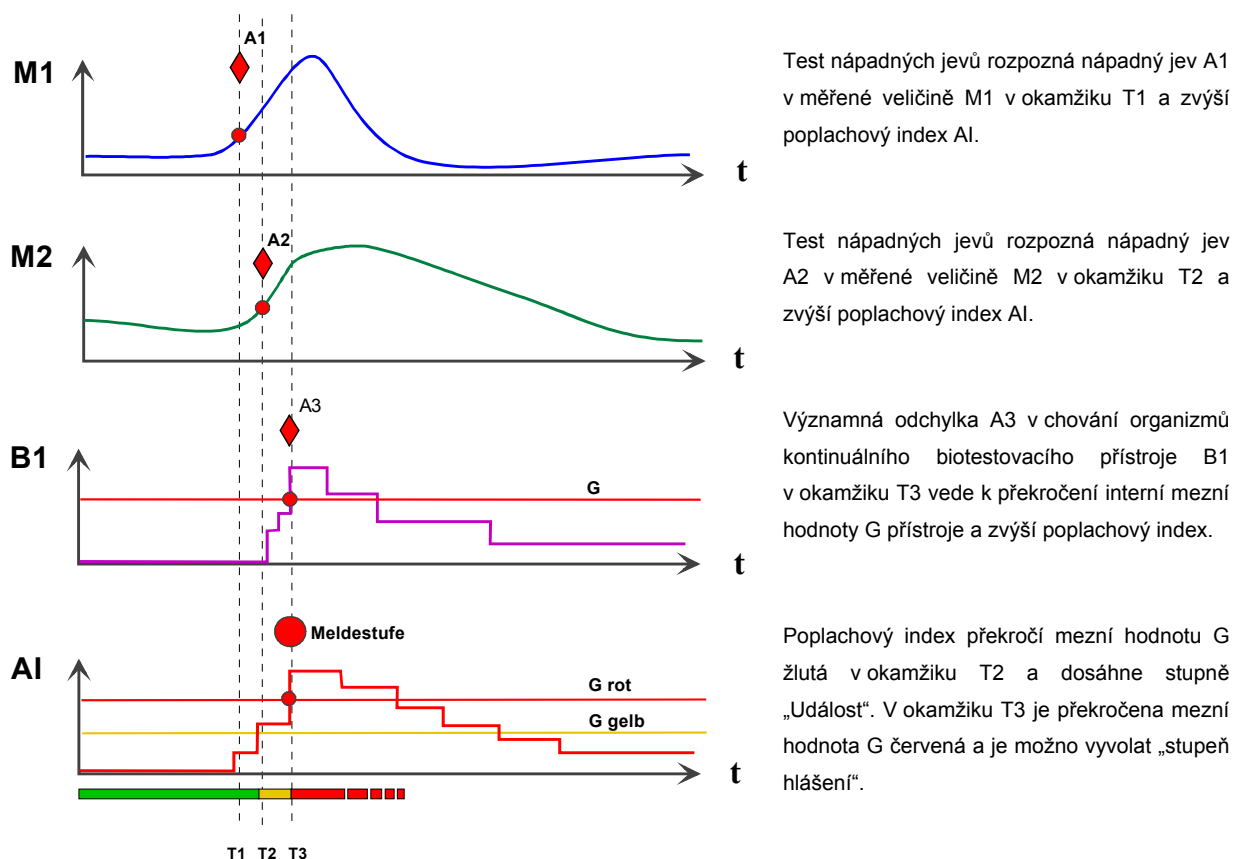 A1
M1
t
Test nápadných jevů rozpozná nápadný jev A1
v měřené veličině M1 v okamžiku T1 a zvýší
poplachový index AI.
A2
M2
t
Test nápadných jevů rozpozná nápadný jev
A2 v měřené veličině M2 v okamžiku T2 a
zvýší poplachový index AI.
A3
B1
G
t
Významná odchylka A3 v chování organizmů
kontinuálního biotestovacího přístroje B1
v okamžiku T3 vede k překročení interní mezní
hodnoty G přístroje a zvýší poplachový index.
Meldestufe
AI
G rot
G gelb
t
Poplachový index překročí mezní hodnotu G
žlutá v okamžiku T2 a dosáhne stupně
„Událost“. V okamžiku T3 je překročena mezní
hodnota G červená a je možno vyvolat „stupeň
hlášení“.
T1 T2 T3